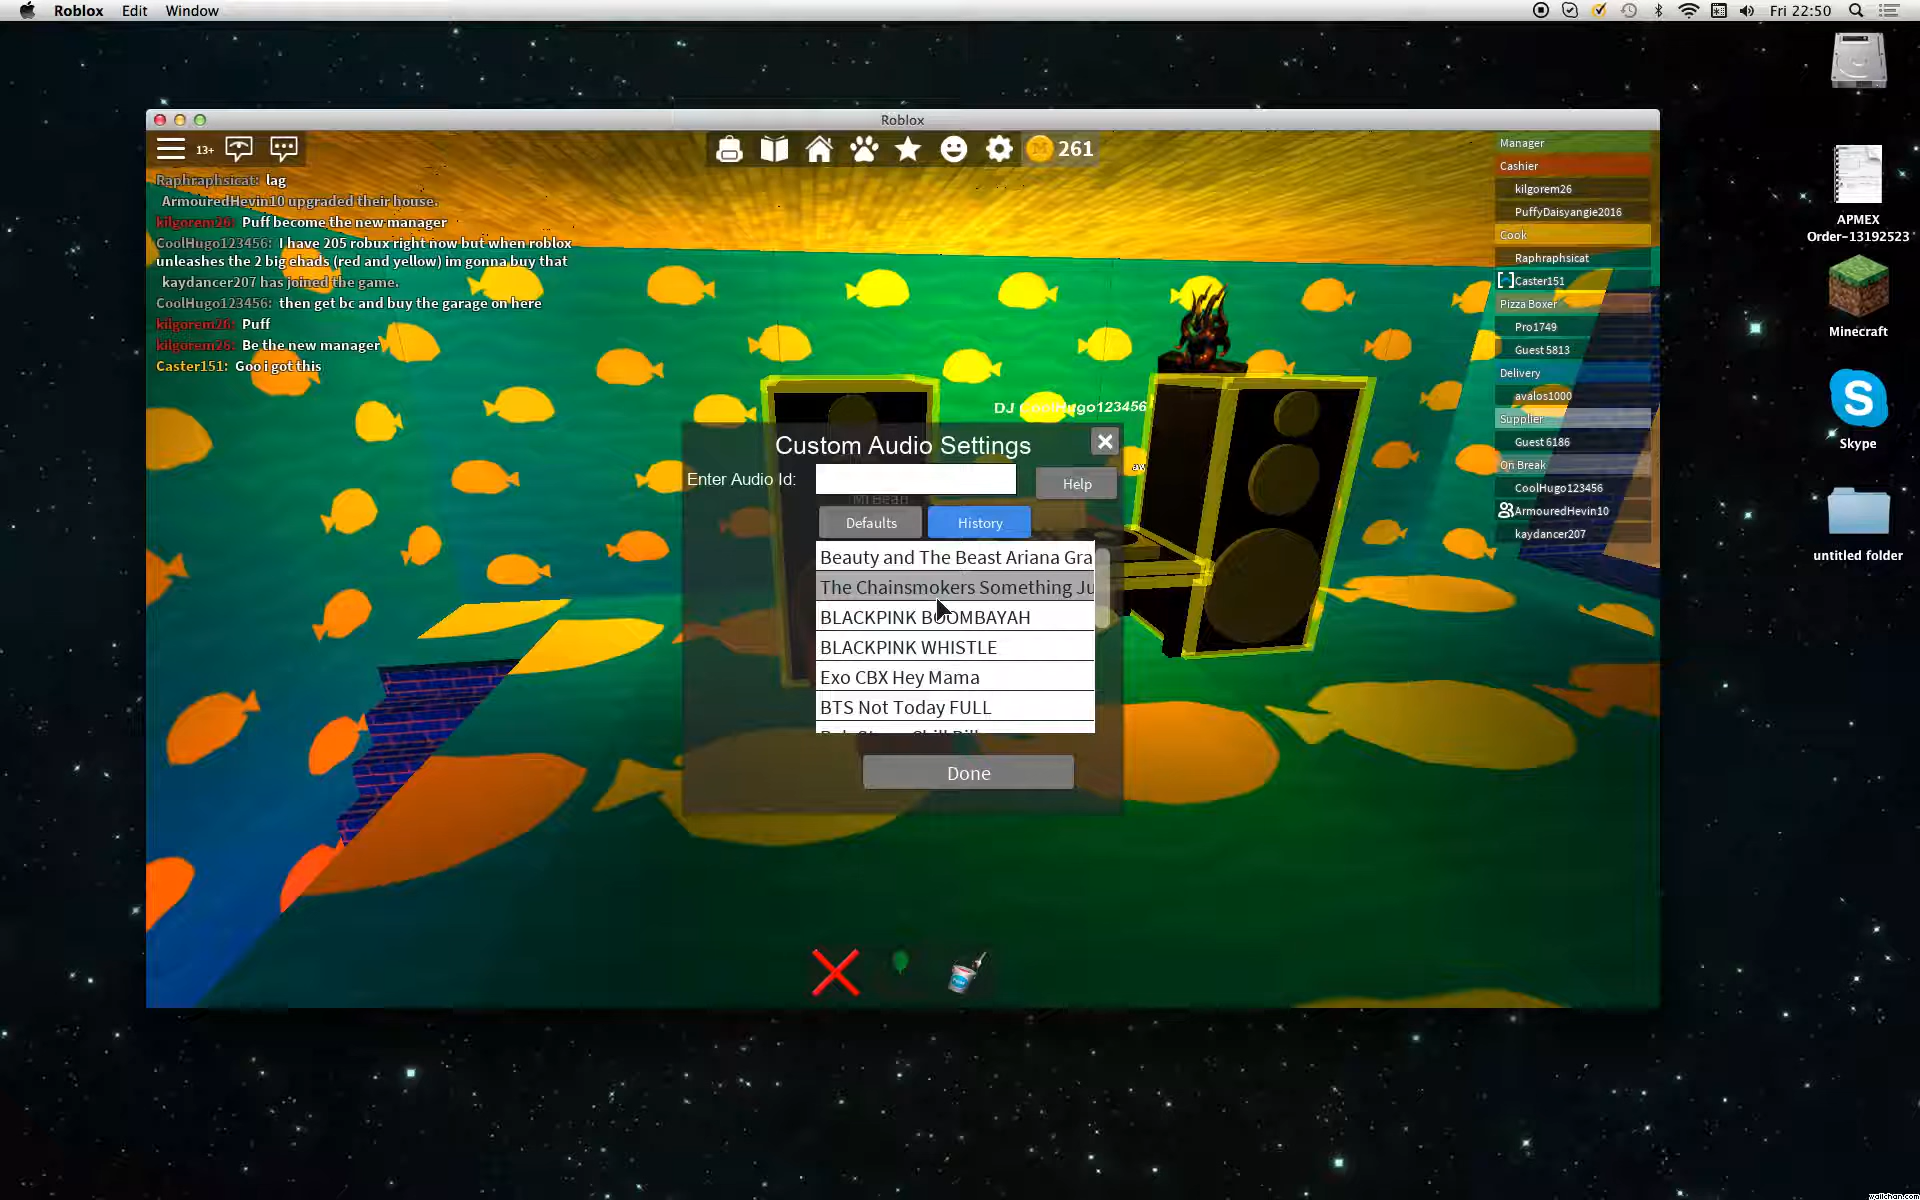 Roblox Edit Window
Fri 22:50
Roblox
13+
261
Raphraphsicat: lag
ArmouredHevin10 upgraded their house.
kilgorem26: Puff become the new manager
CoolHugo123456: I have 205 robux right now but when roblox
unleashes the 2 big ehads (red and yellow) im gonna buy that
kaydancer207 has joined the game.
CoolHugo123456: then get bc and buy the garage on here
kilgorem26: Puff
kilgorem26: Be the new manager
Caster151: Goo i got this
DJ CoolHugo123456
Custom Audio Settings
Enter Audio Id:
Help
Mr Bean
Defaults
History
Beauty and The Beast Ariana Gra
The Chainsmokers Something Ju
BLACKPINK BOOMBAYAH
BLACKPINK WHISTLE
Exo CBX Hey Mama
BTS Not Today FULL
Done
Manager
Cashier
kilgorem26
PuffyDaisyangie2016
Cook
Raphraphsicat
Caster151
Pizza Boxer
Pro1749
Guest 5813
Delivery
avalos1000
Supplier
Guest 6186
On Break
CoolHugo123456
ArmouredHevin10
kaydancer207
APMEX
Order-13192523
Minecraft
Skype
untitled folder
wallchan.com